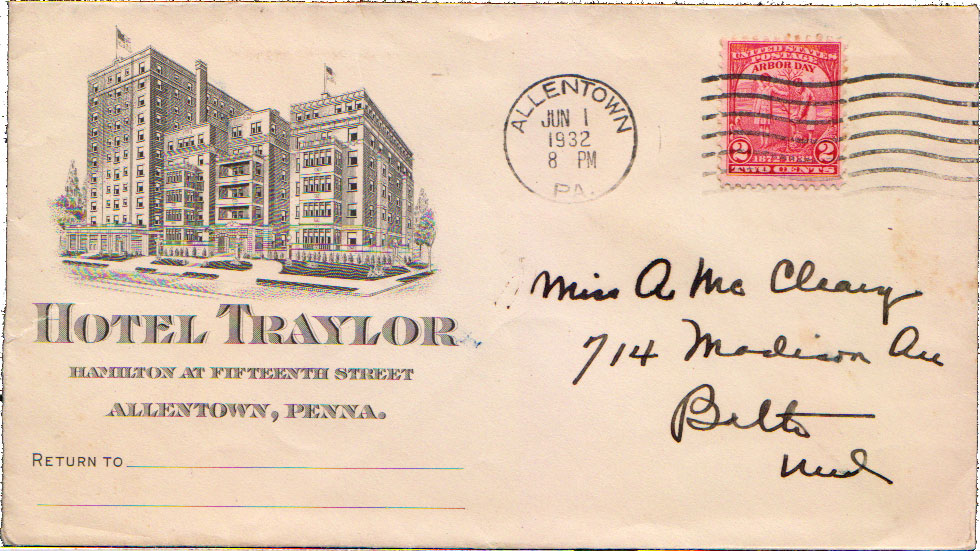 HOTEL TRAYLOR
HAMILTON AT FIFTEENTH STREET
ALLENTOWN, PENNA.
RETURN TO
ALLENTOWN
JUN 1
1932
8 PM
PA.
UNITED STATES
POSTAGE
ARBOR DAY
2 2
1872-1932
TWO CENTS
Miss A Mc Cleary
714 Madison Ave
Balto
Md